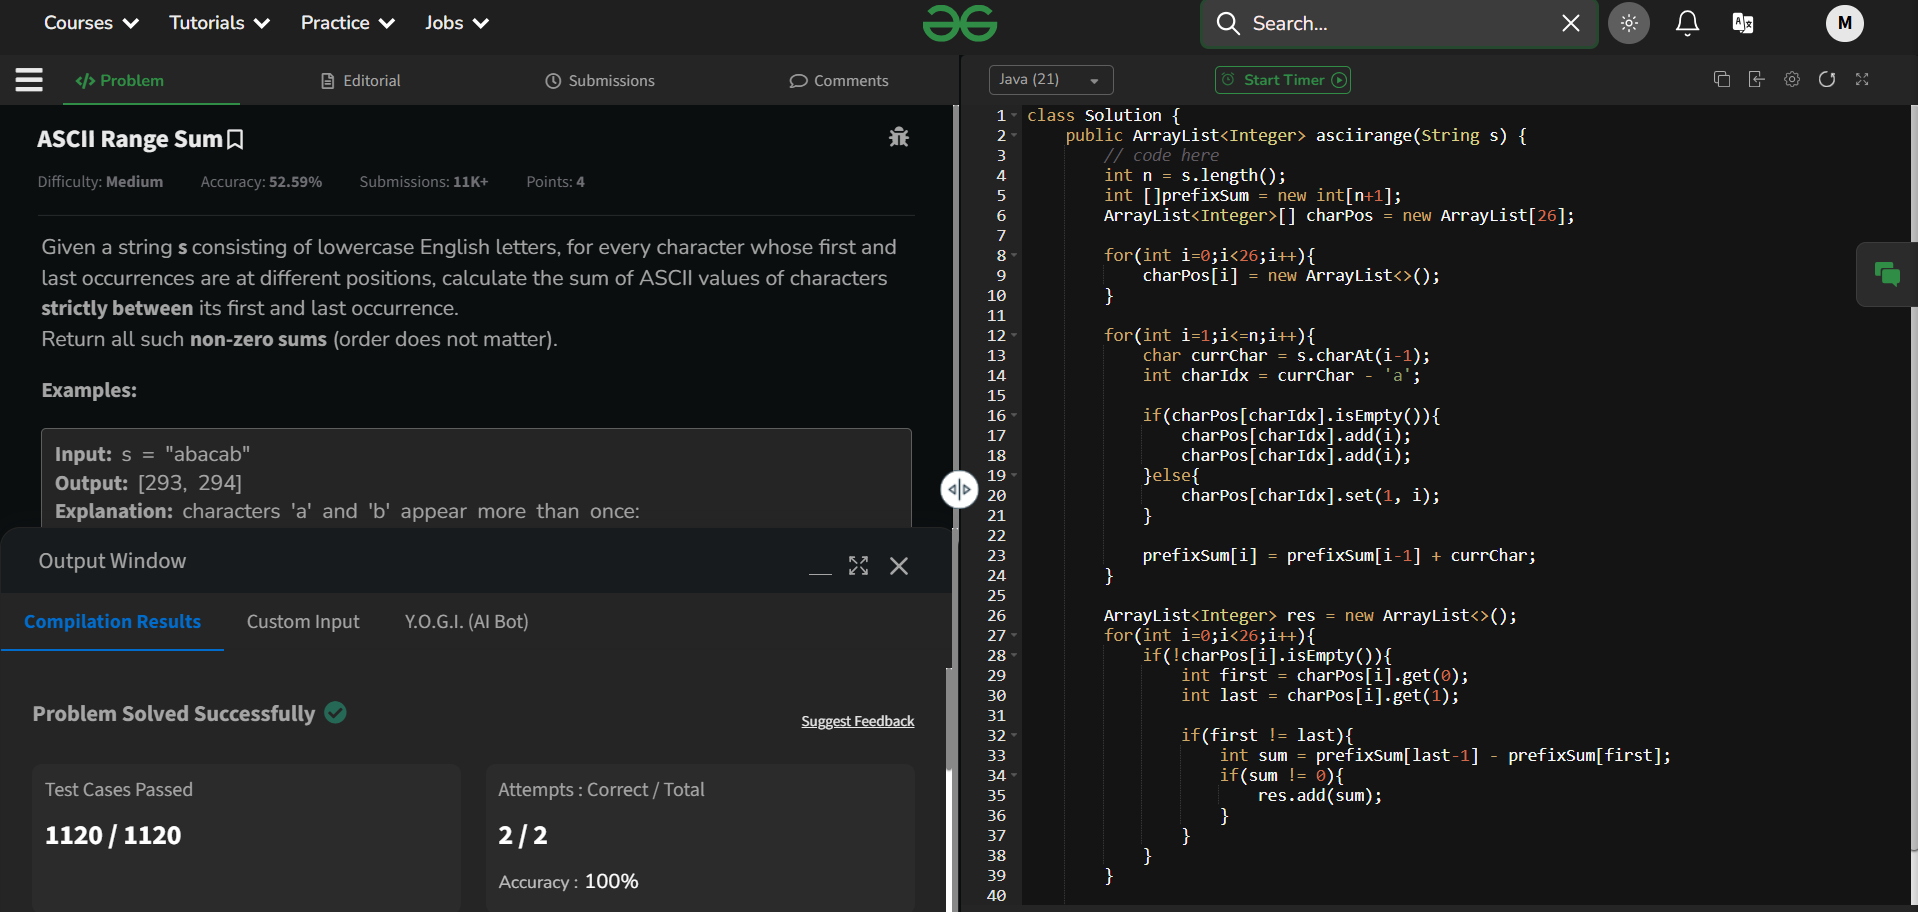 Courses Tutorials Practice Jobs
Search...
M
</> Problem
Editorial
Submissions
Comments
Java (21)
Start Timer
ASCII Range Sum
Difficulty: Medium Accuracy: 52.59% Submissions: 11K+ Points: 4
Given a string s consisting of lowercase English letters, for every character whose first and
last occurrences are at different positions, calculate the sum of ASCII values of characters
strictly between its first and last occurrence.
Return all such non-zero sums (order does not matter).
Examples:
Input: s = "abacab"
Output: [293, 294]
Explanation: characters 'a' and 'b' appear more than once:
Output Window
Compilation Results Custom Input Y.O.G.I. (AI Bot)
Problem Solved Successfully
Suggest Feedback
Test Cases Passed
1120 / 1120
Attempts : Correct / Total
2 / 2
Accuracy : 100%
1 class Solution {
2 public ArrayList<Integer> asciirange(String s) {
3 // code here
4 int n = s.length();
5 int []prefixSum = new int[n+1];
6 ArrayList<Integer>[] charPos = new ArrayList[26];
7
8 for(int i=0;i<26;i++){
9 charPos[i] = new ArrayList<>();
10 }
11
12 for(int i=1;i<=n;i++){
13 char currChar = s.charAt(i-1);
14 int charIdx = currChar - 'a';
15
16 if(charPos[charIdx].isEmpty()){
17 charPos[charIdx].add(i);
18 charPos[charIdx].add(i);
19 }else{
20 charPos[charIdx].set(1, i);
21 }
22
23 prefixSum[i] = prefixSum[i-1] + currChar;
24 }
25
26 ArrayList<Integer> res = new ArrayList<>();
27 for(int i=0;i<26;i++){
28 if(!charPos[i].isEmpty()){
29 int first = charPos[i].get(0);
30 int last = charPos[i].get(1);
31
32 if(first != last){
33 int sum = prefixSum[last-1] - prefixSum[first];
34 if(sum != 0){
35 res.add(sum);
36 }
37 }
38 }
39 }
40